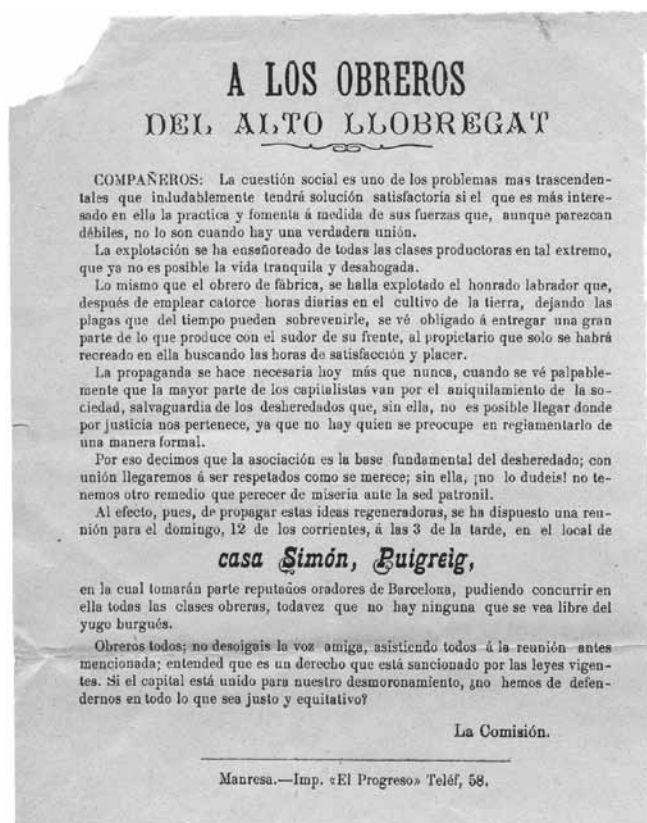 A LOS OBREROS
DEL ALTO LLOBREGAT
COMPAÑEROS: La cuestión social es uno de los problemas mas trascenden-
tales que indudablemente tendrá solución satisfactoria si el que es más intere-
sado en ella la practica y fomenta á medida de sus fuerzas que, aunque parezcan
débiles, no lo son cuando hay una verdadera unión.
La explotación se ha enseñoreado de todas las clases productoras en tal extremo,
que ya no es posible la vida tranquila y desahogada.
Lo mismo que el obrero de fábrica, se halla explotado el honrado labrador que,
después de emplear catorce horas diarias en el cultivo de la tierra, dejando las
plagas que del tiempo pueden sobrevenirle, se vé obligado á entregar una gran
parte de lo que produce con el sudor de su frente, al propietario que solo se habrá
recreado en ella buscando las horas de satisfacción y placer.
La propaganda se hace necesaria hoy más que nunca, cuando se vé palpable-
mente que la mayor parte de los capitalistas van por el aniquilamiento de la so-
ciedad, salvaguardia de los desheredados que, sin ella, no es posible llegar donde
por justicia nos pertenece, ya que no hay quien se preocupe en reglamentarlo de
una manera formal.
Por eso decimos que la asociación es la base fundamental del desheredado; con
unión llegaremos á ser respetados como se merece; sin ella, ¡no lo dudeis! no te-
nemos otro remedio que perecer de miseria ante la sed patronil.
Al efecto, pues, de propagar estas ideas regeneradoras, se ha dispuesto una reu-
nión para el domingo, 12 de los corrientes, á las 3 de la tarde, en el local de
casa Simón, Puigreig,
en la cual tomarán parte reputados oradores de Barcelona, pudiendo concurrir en
ella todas las clases obreras, todavez que no hay ninguna que se vea libre del
yugo burgués.
Obreros todos; no desoigais la voz amiga, asistiendo todos á la reunión antes
mencionada; entended que es un derecho que está sancionado por las leyes vigen-
tes. Si el capital está unido para nuestro desmoronamiento, ¿no hemos de defen-
dernos en todo lo que sea justo y equitativo?
La Comisión.
Manresa.—Imp. «El Progreso» Teléf, 58.